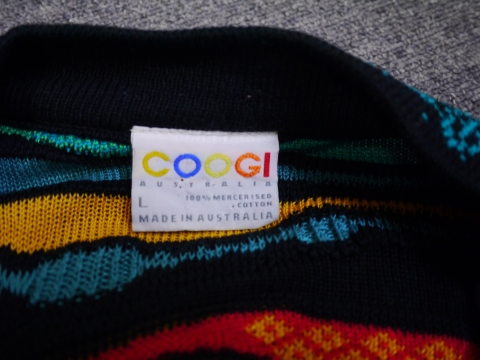 COOGI
AUSTRALIA
L 100% MERCERISED
COTTON
MADE IN AUSTRALIA